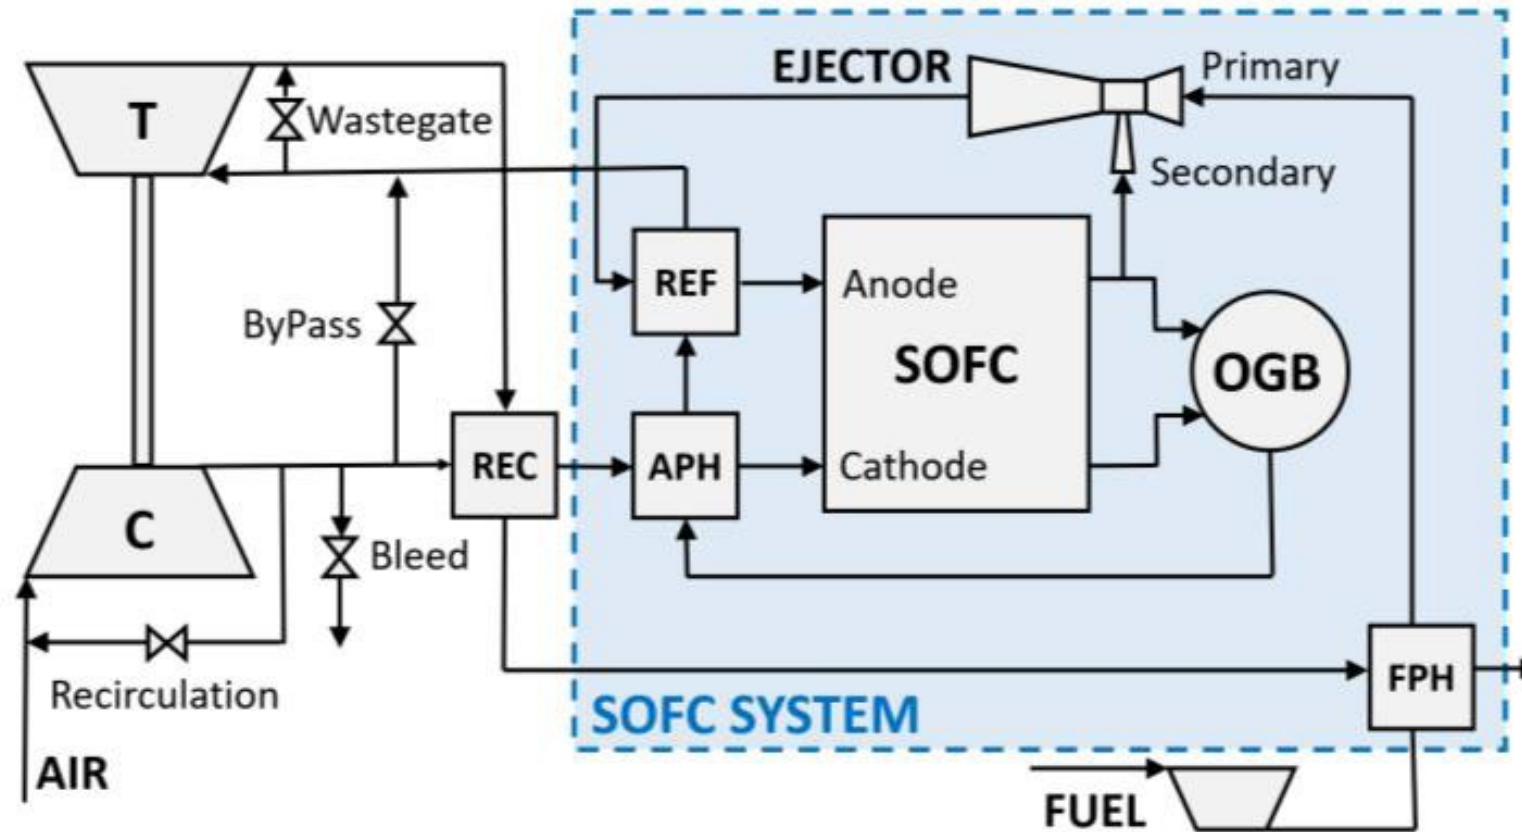 EJECTOR
Primary
T
Wastegate
Secondary
REF
Anode
ByPass
SOFC
OGB
REC
APH
Cathode
C
Bleed
Recirculation
FPH
SOFC SYSTEM
AIR
FUEL